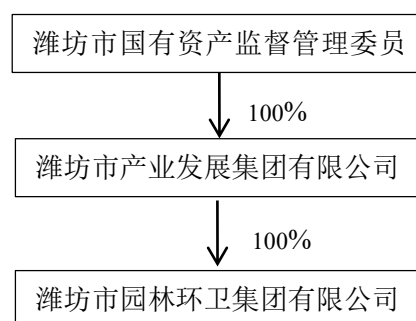 潍坊市国有资产监督管理委员
100%
潍坊市产业发展集团有限公司
100%
潍坊市园林环卫集团有限公司